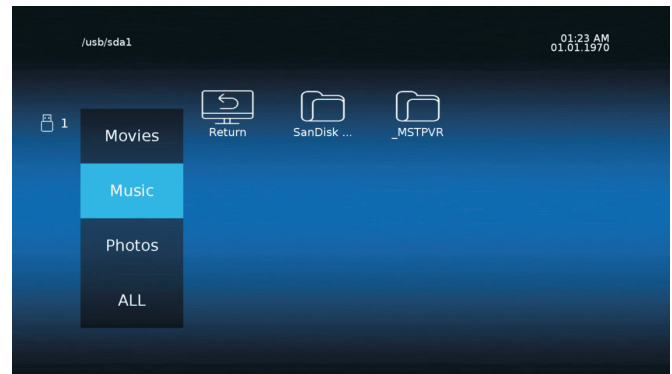 /usb/sda1
01:23 AM
01.01.1970
1
Movies
Music
Photos
ALL
Return
SanDisk ...
_MSTPVR